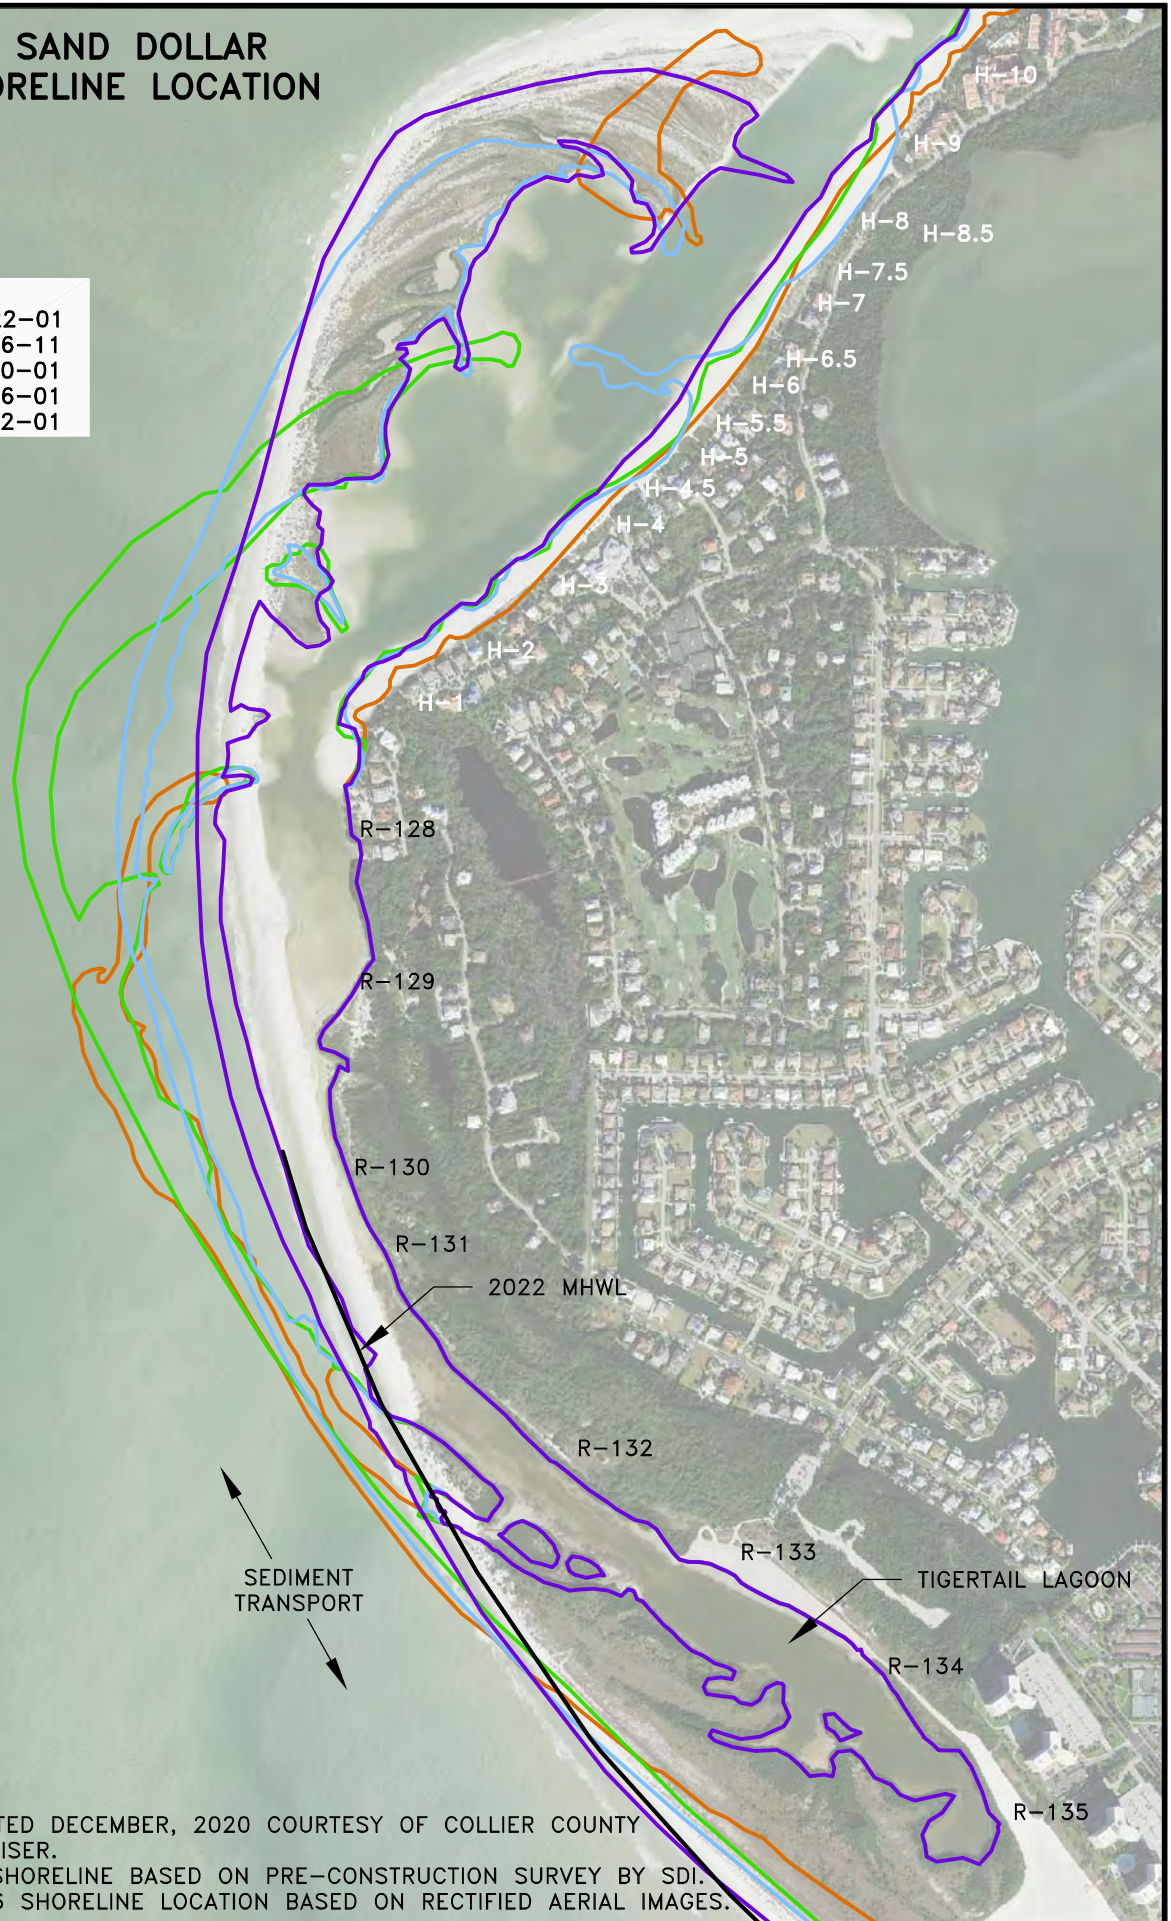 SAND DOLLAR
ORELINE LOCATION
H-10
H-9
H-8
H-8.5
H-7.5
H-7
2-01
6-11
0-01
6-01
2-01
H-6.5
H-6
H-5.5
H-5
H-4.5
H-4
H-3
H-2
H-1
R-128
R-129
R-130
R-131
2022 MHWL
R-132
R-133
SEDIMENT
TRANSPORT
TIGERTAIL LAGOON
R-134
R-135
TED DECEMBER, 2020 COURTESY OF COLLIER COUNTY
ISER.
SHORELINE BASED ON PRE-CONSTRUCTION SURVEY BY SDI.
S SHORELINE LOCATION BASED ON RECTIFIED AERIAL IMAGES.